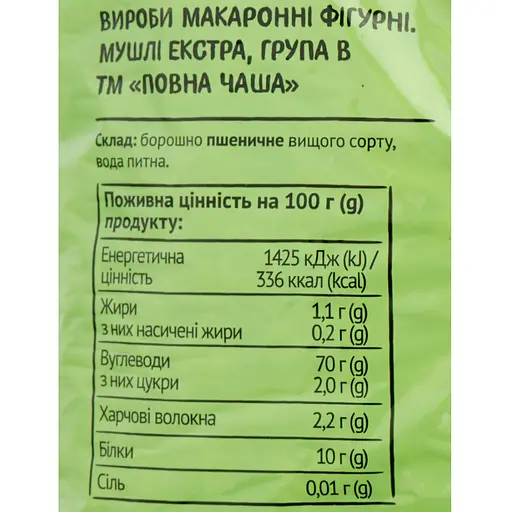 ВИРОБИ МАКАРОННІ ФІГУРНІ.
МУШЛІ ЕКСТРА, ГРУПА В
ТМ «ПОВНА ЧАША»
Склад: борошно пшеничне вищого сорту,
вода питна.
Поживна цінність на 100 г (g)
продукту:
Енергетична 1425 кДж (kJ) /
цінність 336 ккал (kcal)
Жири 1,1 г (g)
з них насичені жири 0,2 г (g)
Вуглеводи 70 г (g)
з них цукри 2,0 г (g)
Харчові волокна 2,2 г (g)
Білки 10 г (g)
Сіль 0,01 г (g)